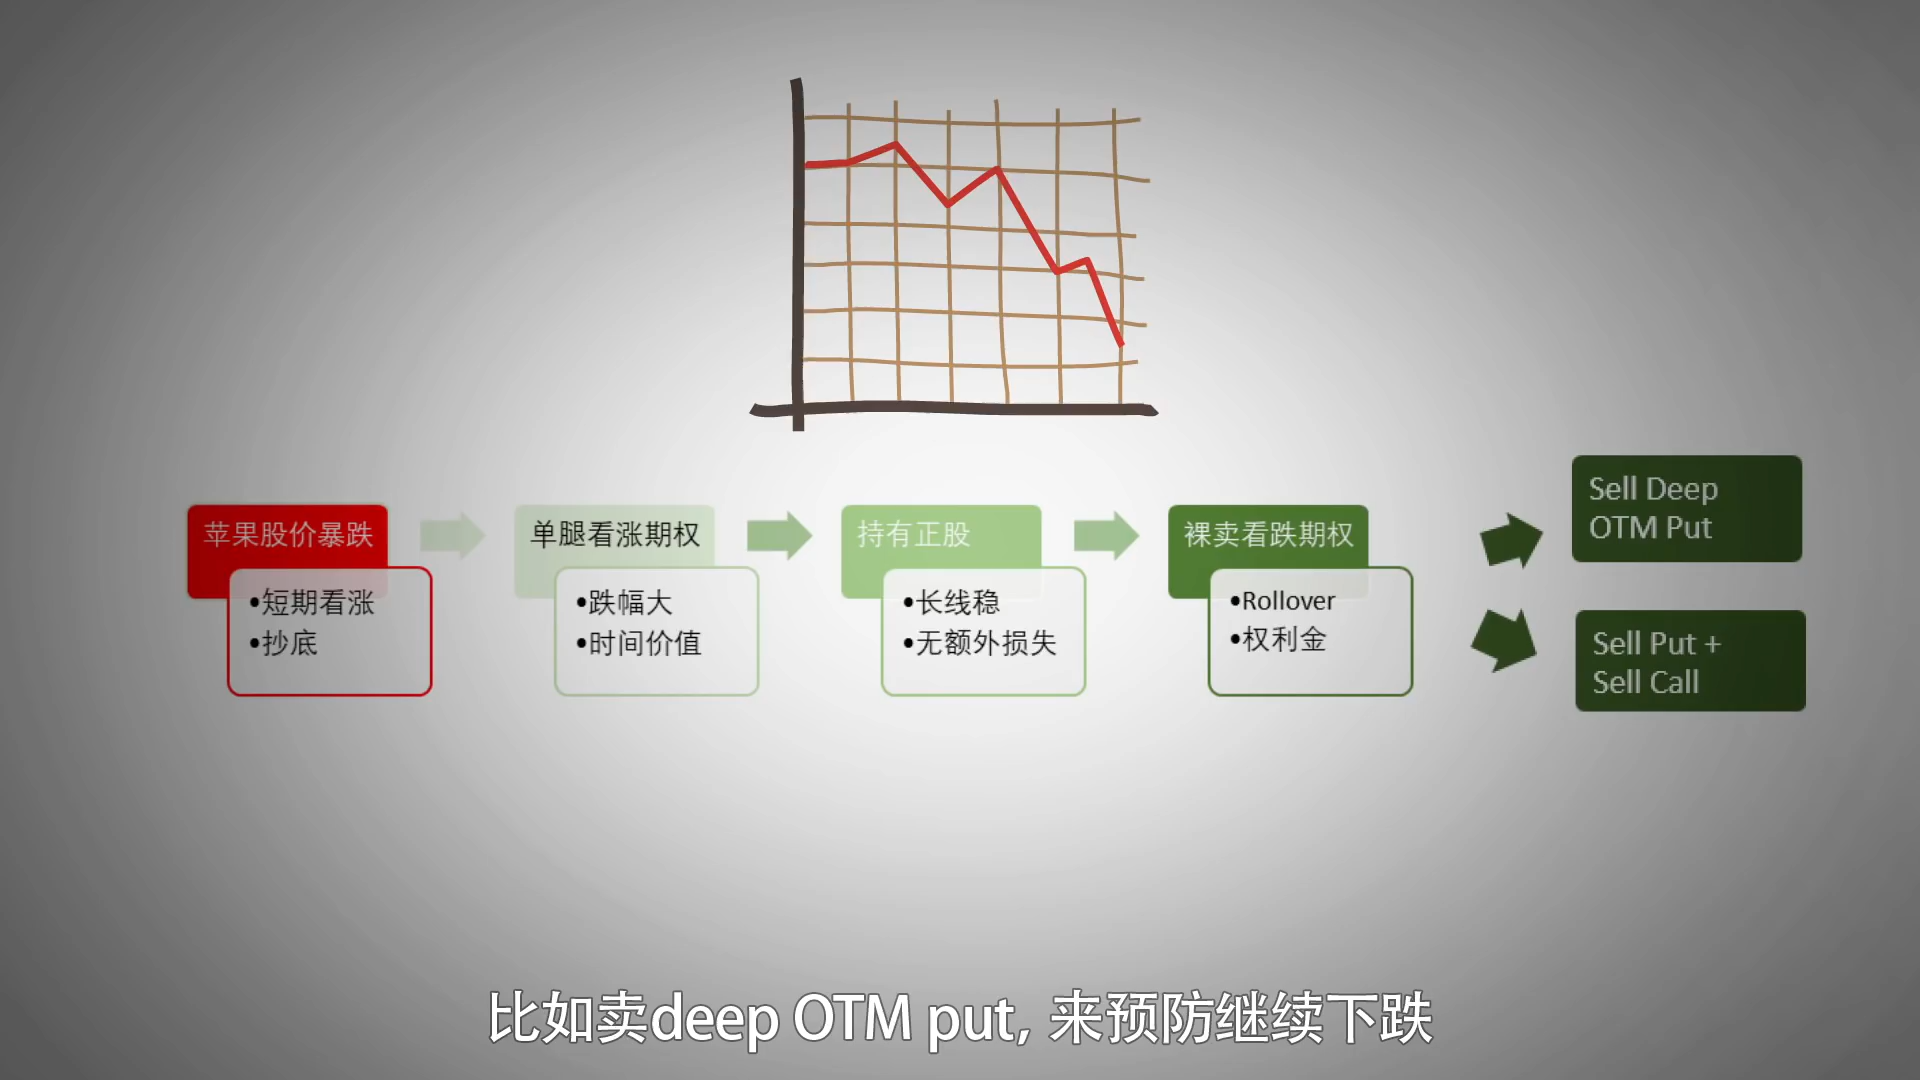 苹果股价暴跌
•短期看涨
•抄底
单腿看涨期权
•跌幅大
•时间价值
持有正股
•长线稳
•无额外损失
裸卖看跌期权
•Rollover
•权利金
Sell Deep
OTM Put
Sell Put +
Sell Call
比如卖deep OTM put, 来预防继续下跌